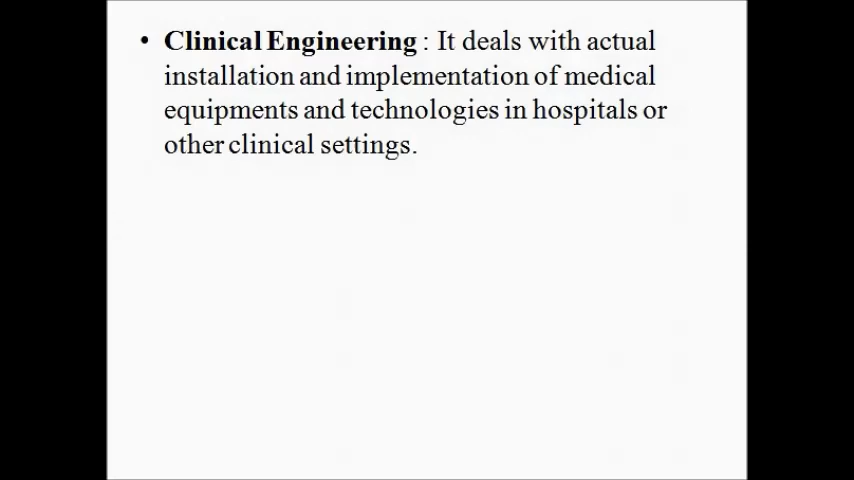 • Clinical Engineering : It deals with actual
installation and implementation of medical
equipments and technologies in hospitals or
other clinical settings.